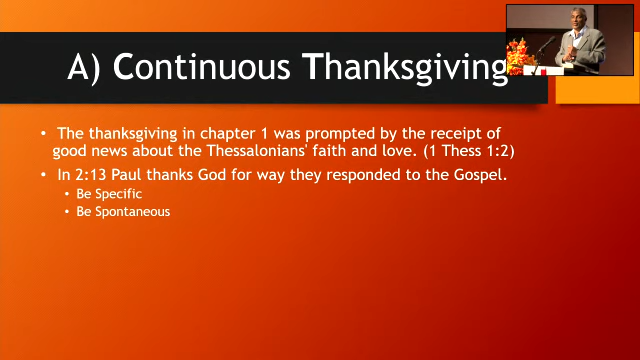 A) Continuous Thanksgiving
• The thanksgiving in chapter 1 was prompted by the receipt of
good news about the Thessalonians' faith and love. (1 Thess 1:2)
• In 2:13 Paul thanks God for way they responded to the Gospel.
• Be Specific
• Be Spontaneous